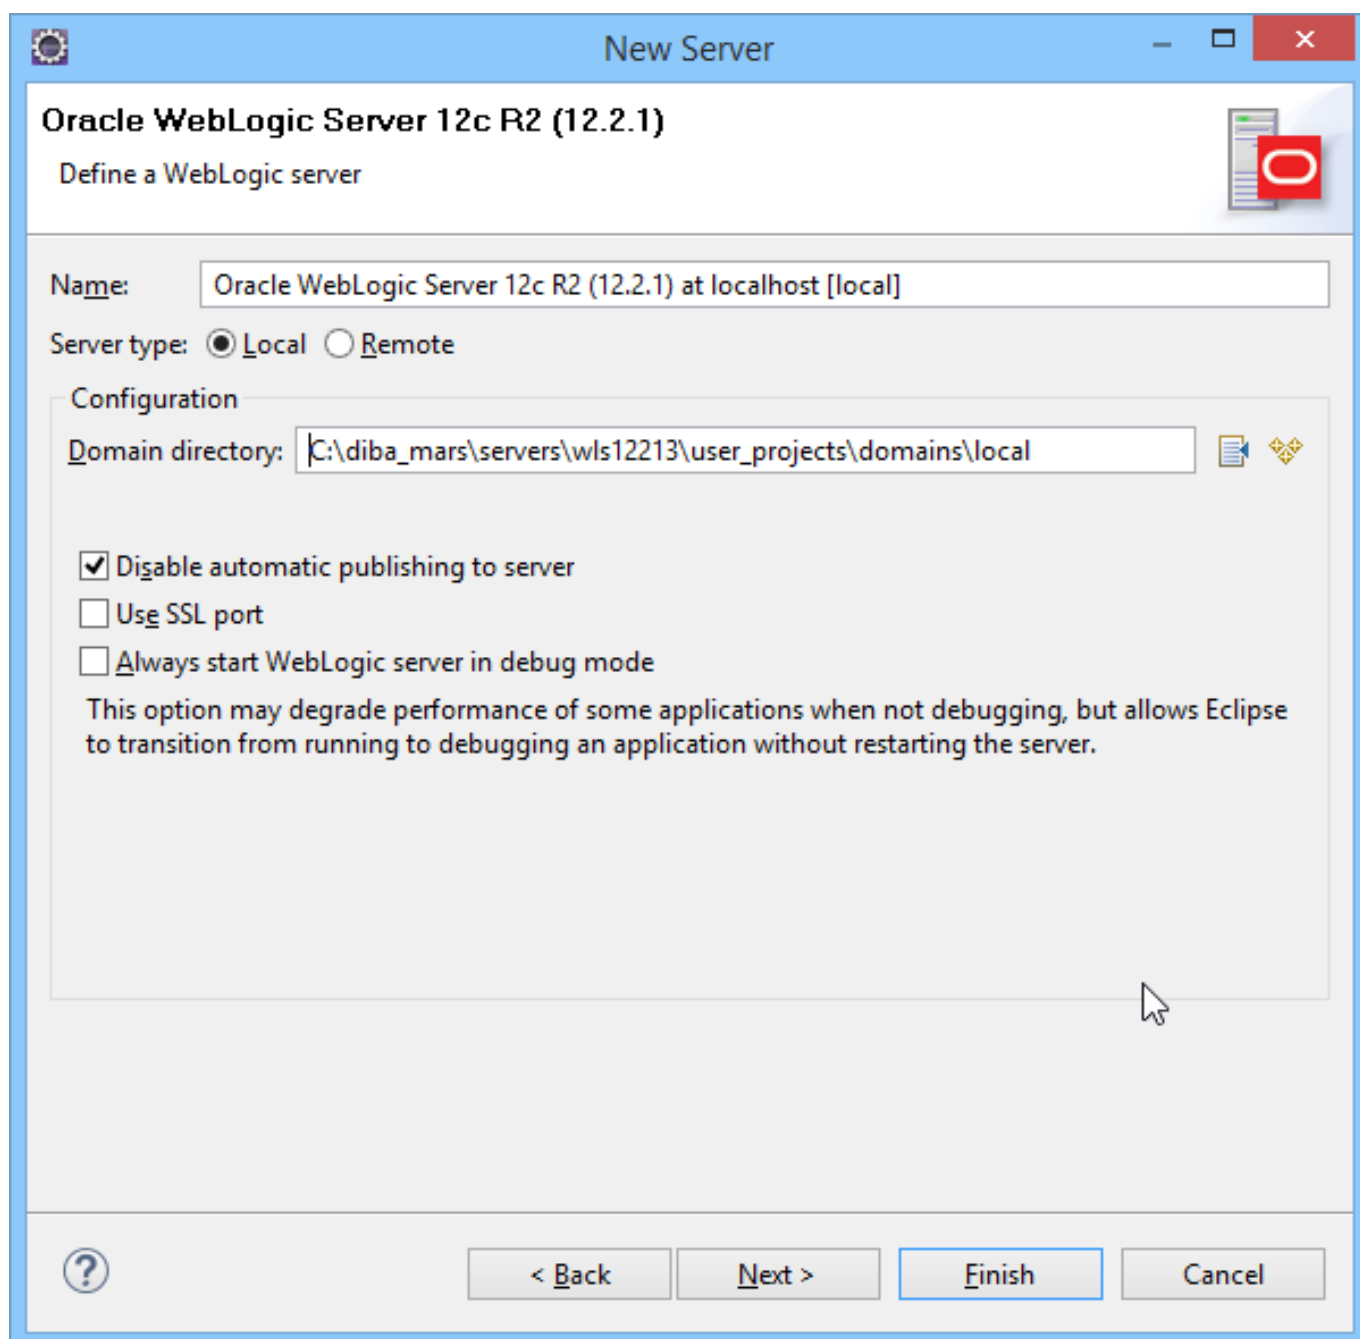 New Server
Oracle WebLogic Server 12c R2 (12.2.1)
Define a WebLogic server
Name: Oracle WebLogic Server 12c R2 (12.2.1) at localhost [local]
Server type: Local Remote
Configuration
Domain directory: C:\diba_mars\servers\wls12213\user_projects\domains\local
Disable automatic publishing to server
Use SSL port
Always start WebLogic server in debug mode
This option may degrade performance of some applications when not debugging, but allows Eclipse
to transition from running to debugging an application without restarting the server.
? < Back Next > Finish Cancel